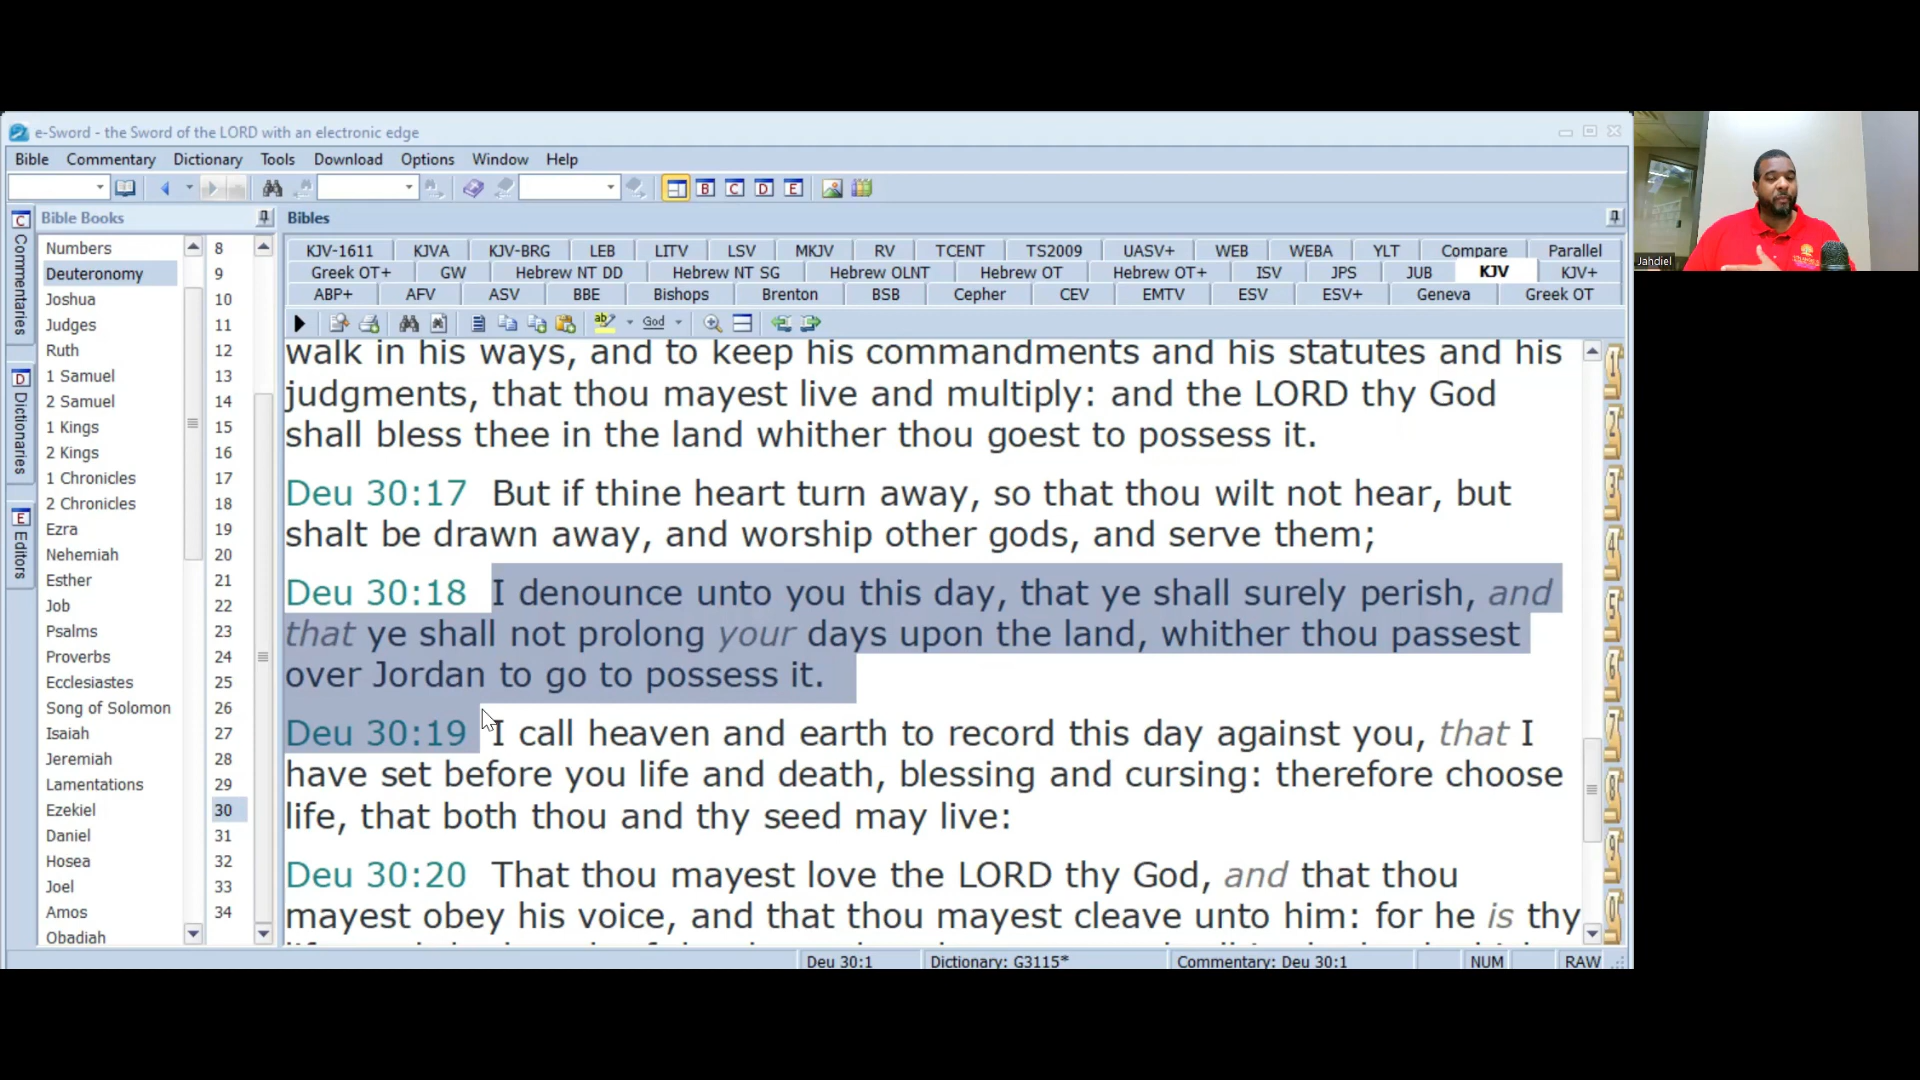 e-Sword - the Sword of the LORD with an electronic edge
Bible Commentary Dictionary Tools Download Options Window Help
B C D E
Bible Books
Bibles
C Commentaries
D Dictionaries
E Editors
Numbers
Deuteronomy
Joshua
Judges
Ruth
1 Samuel
2 Samuel
1 Kings
2 Kings
1 Chronicles
2 Chronicles
Ezra
Nehemiah
Esther
Job
Psalms
Proverbs
Ecclesiastes
Song of Solomon
Isaiah
Jeremiah
Lamentations
Ezekiel
Daniel
Hosea
Joel
Amos
Obadiah
8
9
10
11
12
13
14
15
16
17
18
19
20
21
22
23
24
25
26
27
28
29
30
31
32
33
34
KJV-1611 KJVA KJV-BRG LEB LITV LSV MKJV RV TCENT TS2009 UASV+ WEB WEBA YLT Compare Parallel
Greek OT+ GW Hebrew NT DD Hebrew NT SG Hebrew OLNT Hebrew OT Hebrew OT+ ISV JPS JUB KJV KJV+
ABP+ AFV ASV BBE Bishops Brenton BSB Cepher CEV EMTV ESV ESV+ Geneva Greek OT
ab God
walk in his ways, and to keep his commandments and his statutes and his
judgments, that thou mayest live and multiply: and the LORD thy God
shall bless thee in the land whither thou goest to possess it.
Deu 30:17 But if thine heart turn away, so that thou wilt not hear, but
shalt be drawn away, and worship other gods, and serve them;
Deu 30:18 I denounce unto you this day, that ye shall surely perish, and
that ye shall not prolong your days upon the land, whither thou passest
over Jordan to go to possess it.
Deu 30:19 I call heaven and earth to record this day against you, that I
have set before you life and death, blessing and cursing: therefore choose
life, that both thou and thy seed may live:
Deu 30:20 That thou mayest love the LORD thy God, and that thou
mayest obey his voice, and that thou mayest cleave unto him: for he is thy
1
2
3
4
5
6
7
8
9
0
Deu 30:1 Dictionary: G3115* Commentary: Deu 30:1 NUM RAW
Jahdiel